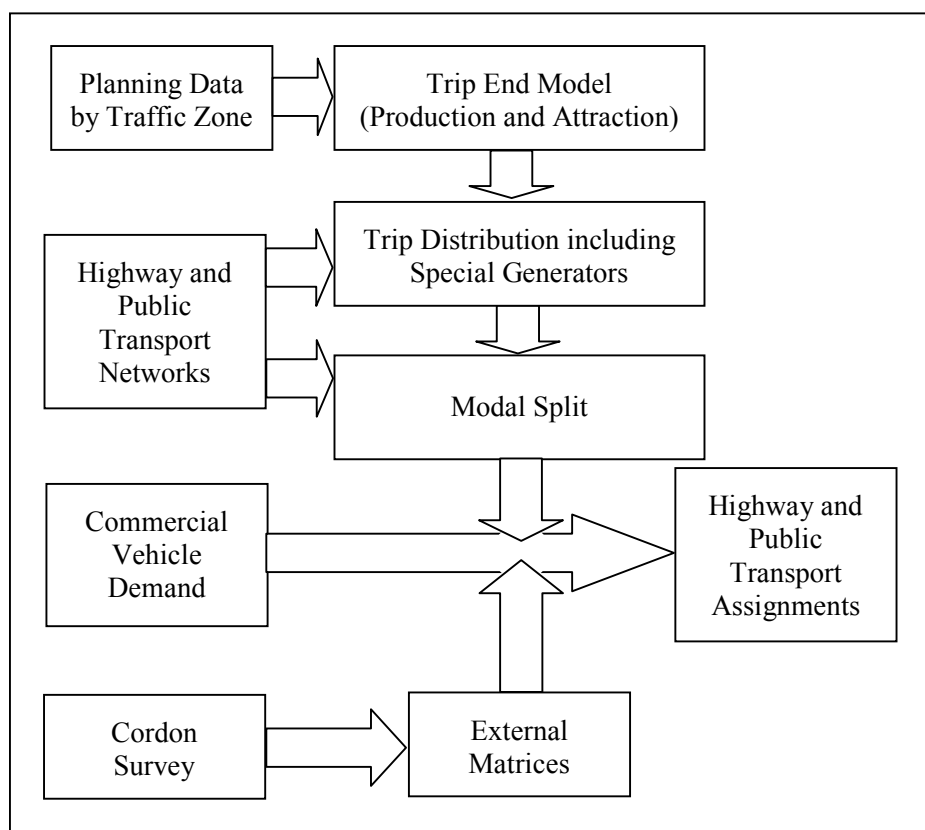 Planning Data
by Traffic Zone
Trip End Model
(Production and Attraction)
Trip Distribution including
Special Generators
Highway and
Public
Transport
Networks
Modal Split
Commercial
Vehicle
Demand
Highway and
Public
Transport
Assignments
Cordon
Survey
External
Matrices